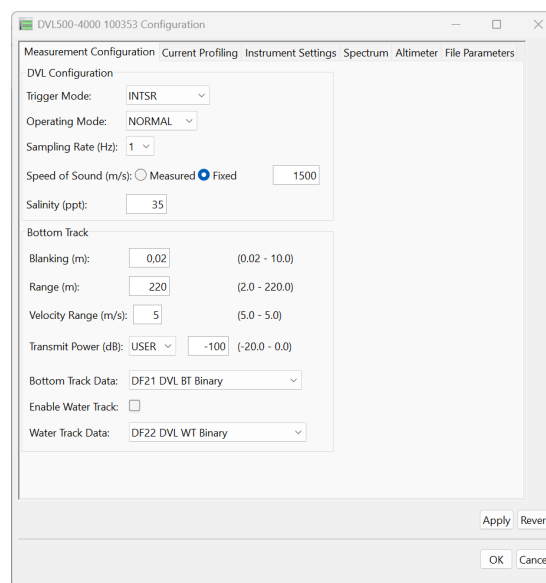 DVL500-4000 100353 Configuration
Measurement Configuration Current Profiling Instrument Settings Spectrum Altimeter File Parameters
DVL Configuration
Trigger Mode: INTSR
Operating Mode: NORMAL
Sampling Rate (Hz): 1
Speed of Sound (m/s): Measured Fixed 1500
Salinity (ppt): 35
Bottom Track
Blanking (m): 0,02 (0.02 - 10.0)
Range (m): 220 (2.0 - 220.0)
Velocity Range (m/s): 5 (5.0 - 5.0)
Transmit Power (dB): USER -100 (-20.0 - 0.0)
Bottom Track Data: DF21 DVL BT Binary
Enable Water Track:
Water Track Data: DF22 DVL WT Binary
Apply Rever
OK Cance